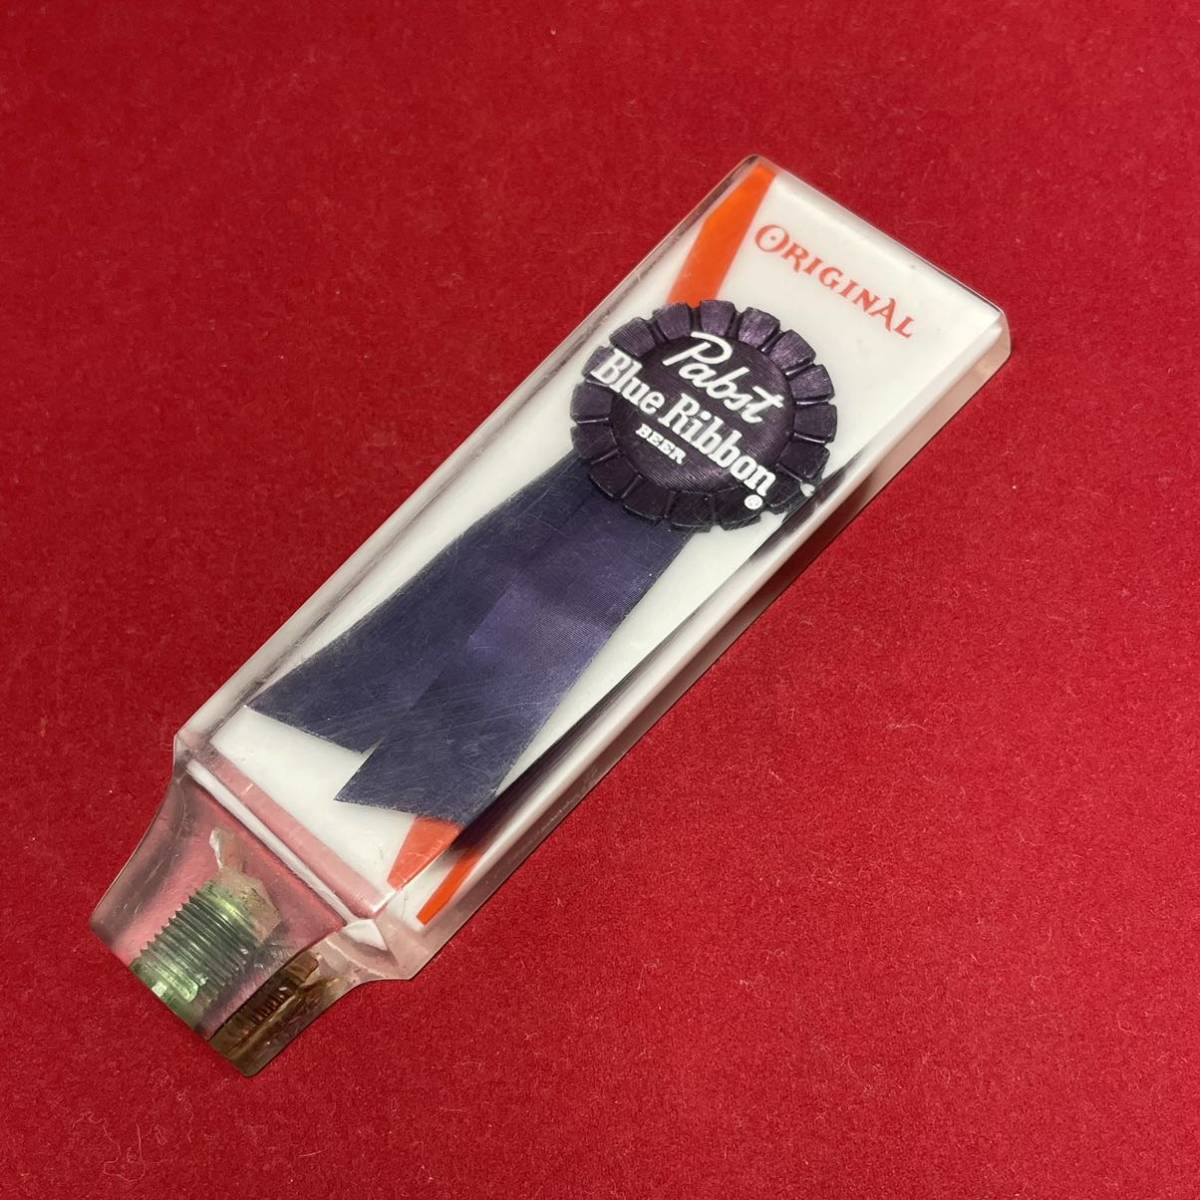 ORIGINAL
Pabst
Blue Ribbon
BEER
®